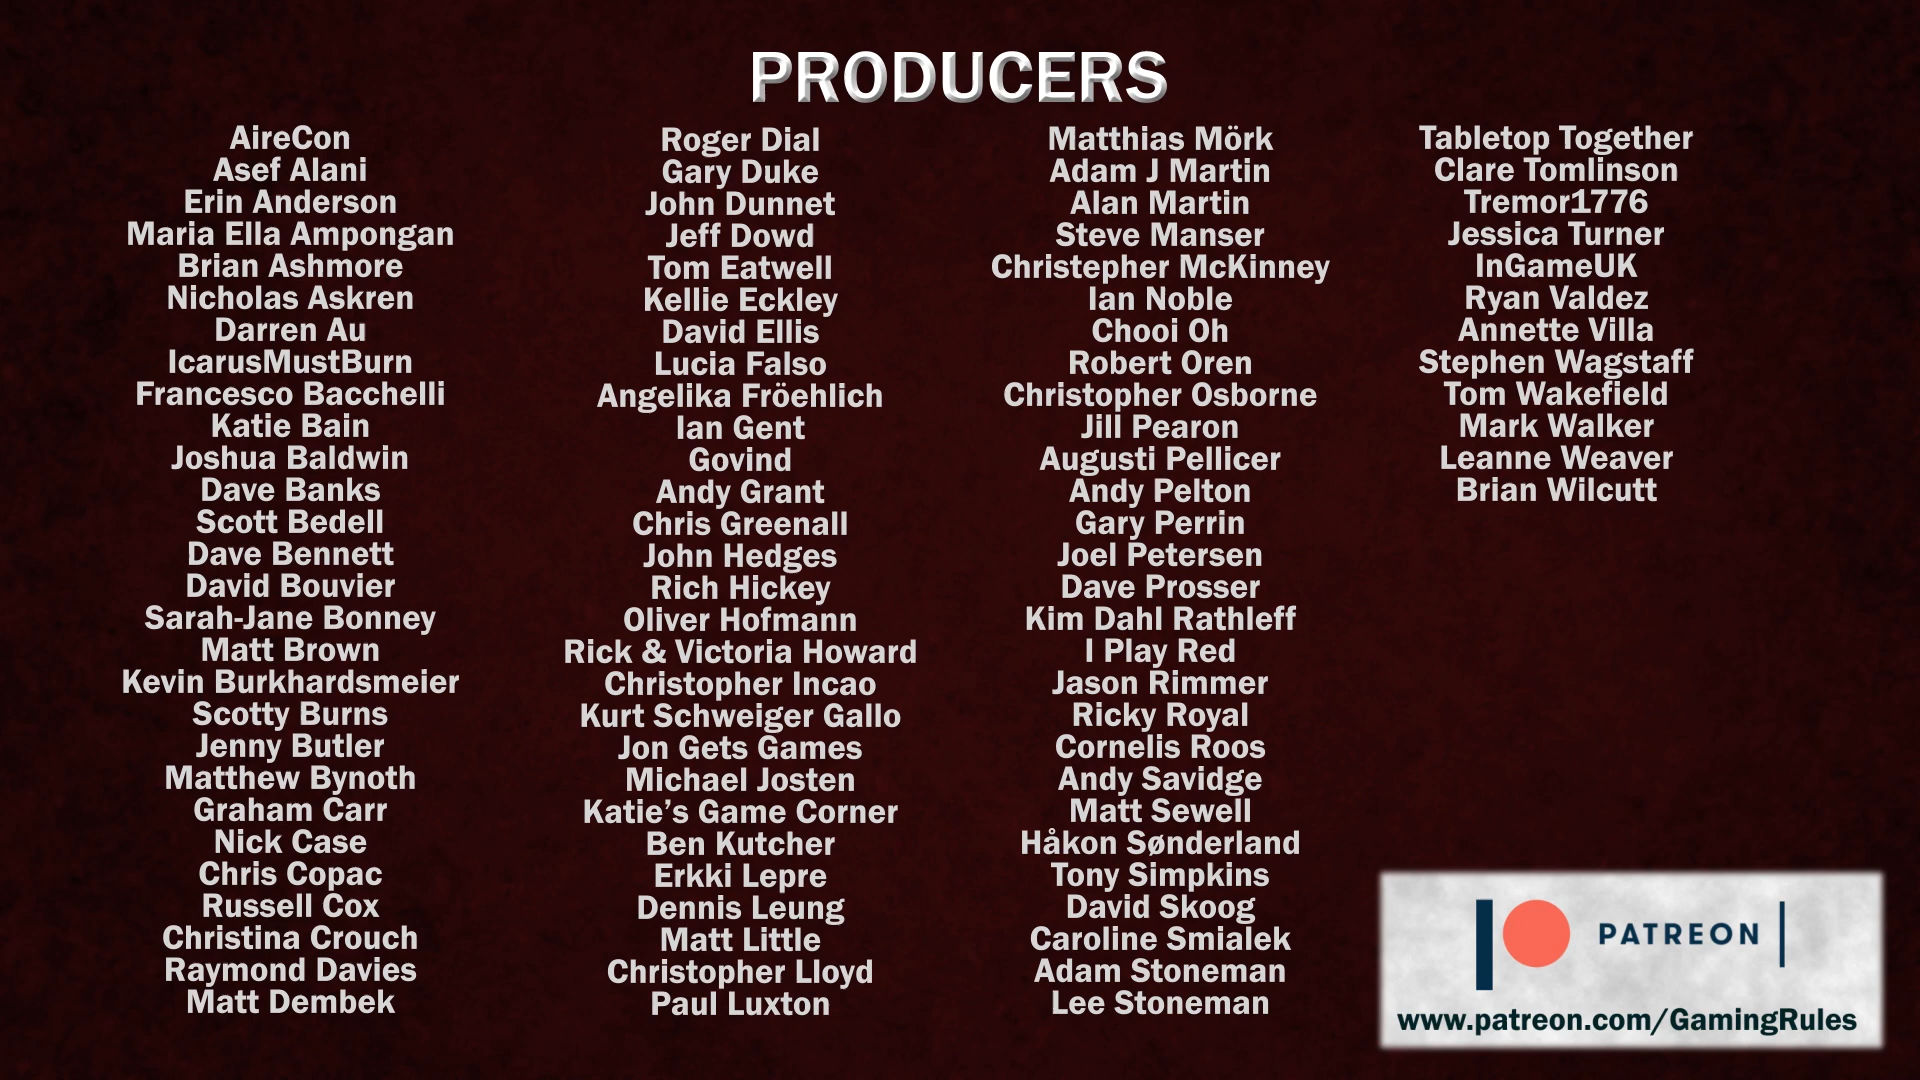 PRODUCERS
AireCon
Asef Alani
Erin Anderson
Maria Ella Ampongan
Brian Ashmore
Nicholas Askren
Darren Au
IcarusMustBurn
Francesco Bacchelli
Katie Bain
Joshua Baldwin
Dave Banks
Scott Bedell
Dave Bennett
David Bouvier
Sarah-Jane Bonney
Matt Brown
Kevin Burkhardsmeier
Scotty Burns
Jenny Butler
Matthew Bynoth
Graham Carr
Nick Case
Chris Copac
Russell Cox
Christina Crouch
Raymond Davies
Matt Dembek
Roger Dial
Gary Duke
John Dunnet
Jeff Dowd
Tom Eatwell
Kellie Eckley
David Ellis
Lucia Falso
Angelika Fröehlich
Ian Gent
Govind
Andy Grant
Chris Greenall
John Hedges
Rich Hickey
Oliver Hofmann
Rick & Victoria Howard
Christopher Incao
Kurt Schweiger Gallo
Jon Gets Games
Michael Josten
Katie’s Game Corner
Ben Kutcher
Erkki Lepre
Dennis Leung
Matt Little
Christopher Lloyd
Paul Luxton
Matthias Mörk
Adam J Martin
Alan Martin
Steve Manser
Christepher McKinney
Ian Noble
Chooi Oh
Robert Oren
Christopher Osborne
Jill Pearon
Augusti Pellicer
Andy Pelton
Gary Perrin
Joel Petersen
Dave Prosser
Kim Dahl Rathleff
I Play Red
Jason Rimmer
Ricky Royal
Cornelis Roos
Andy Savidge
Matt Sewell
Håkon Sønderland
Tony Simpkins
David Skoog
Caroline Smialek
Adam Stoneman
Lee Stoneman
Tabletop Together
Clare Tomlinson
Tremor1776
Jessica Turner
InGameUK
Ryan Valdez
Annette Villa
Stephen Wagstaff
Tom Wakefield
Mark Walker
Leanne Weaver
Brian Wilcutt
PATREON
www.patreon.com/GamingRules